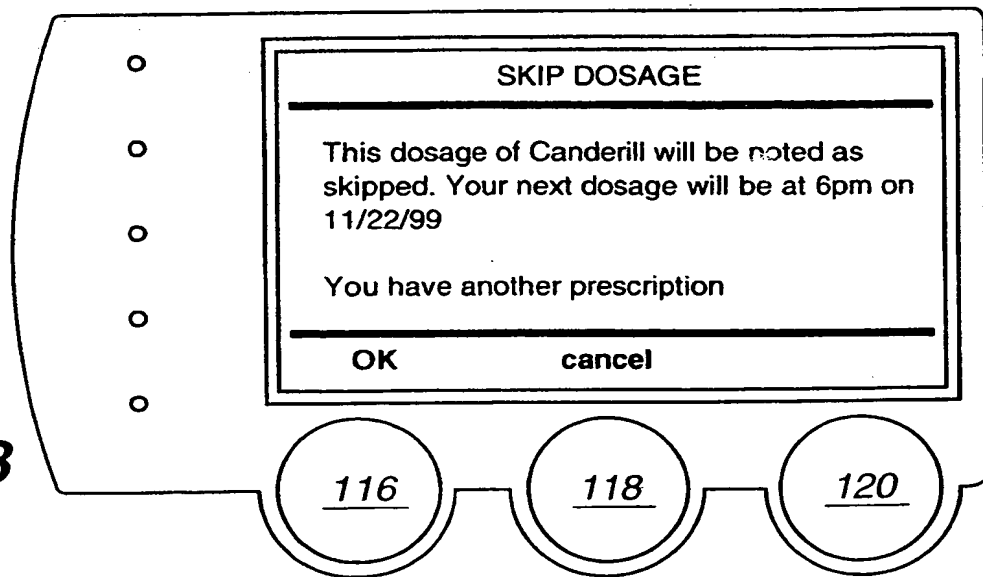 SKIP DOSAGE
This dosage of Canderill will be noted as
skipped. Your next dosage will be at 6pm on
11/22/99
You have another prescription
OK cancel
116 118 120